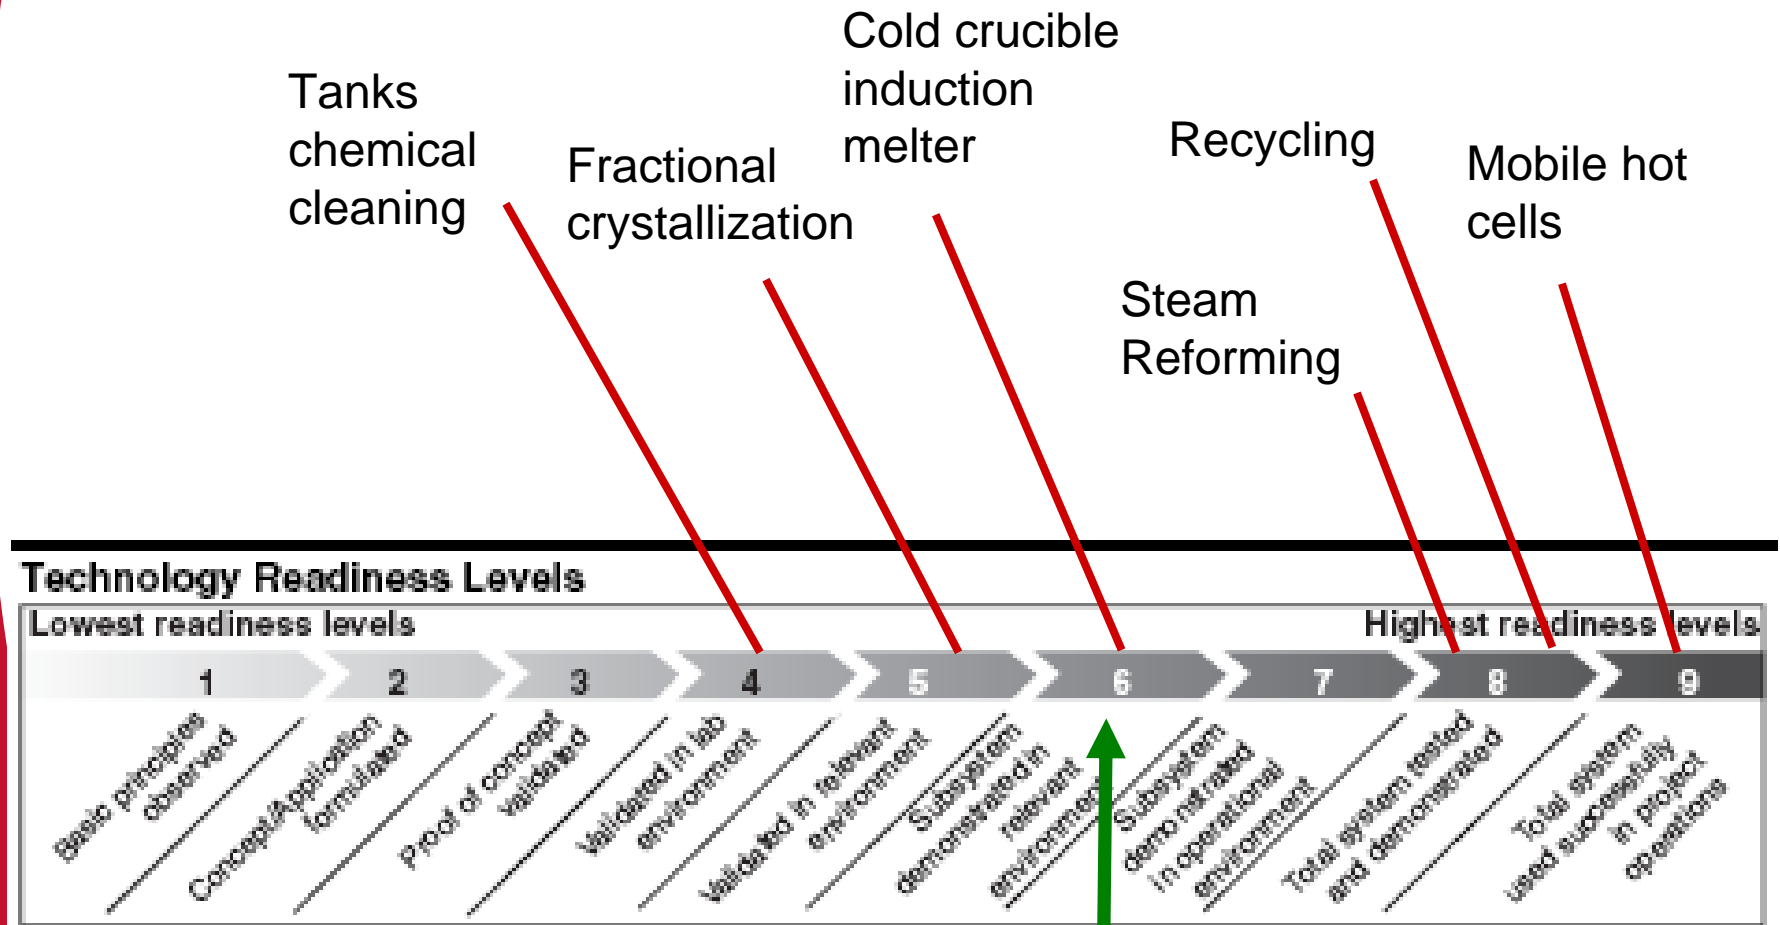 Cold crucible
induction
melter
Tanks
chemical
cleaning
Fractional
crystallization
Recycling
Mobile hot
cells
Steam
Reforming
Technology Readiness Levels
Lowest readiness levels
Highest readiness levels
1 2 3 4 5 6 7 8 9
Basic principles
observed
Concept/Application
formulated
Proof of concept
validated
Validated in lab
environment
Validated in relevant
environment
Subsystem
demonstrated in
relevant
environment
Subsystem
demonstrated
in operational
environment
Total system tested
and demonstrated
Total system
used successfully
in project
operations